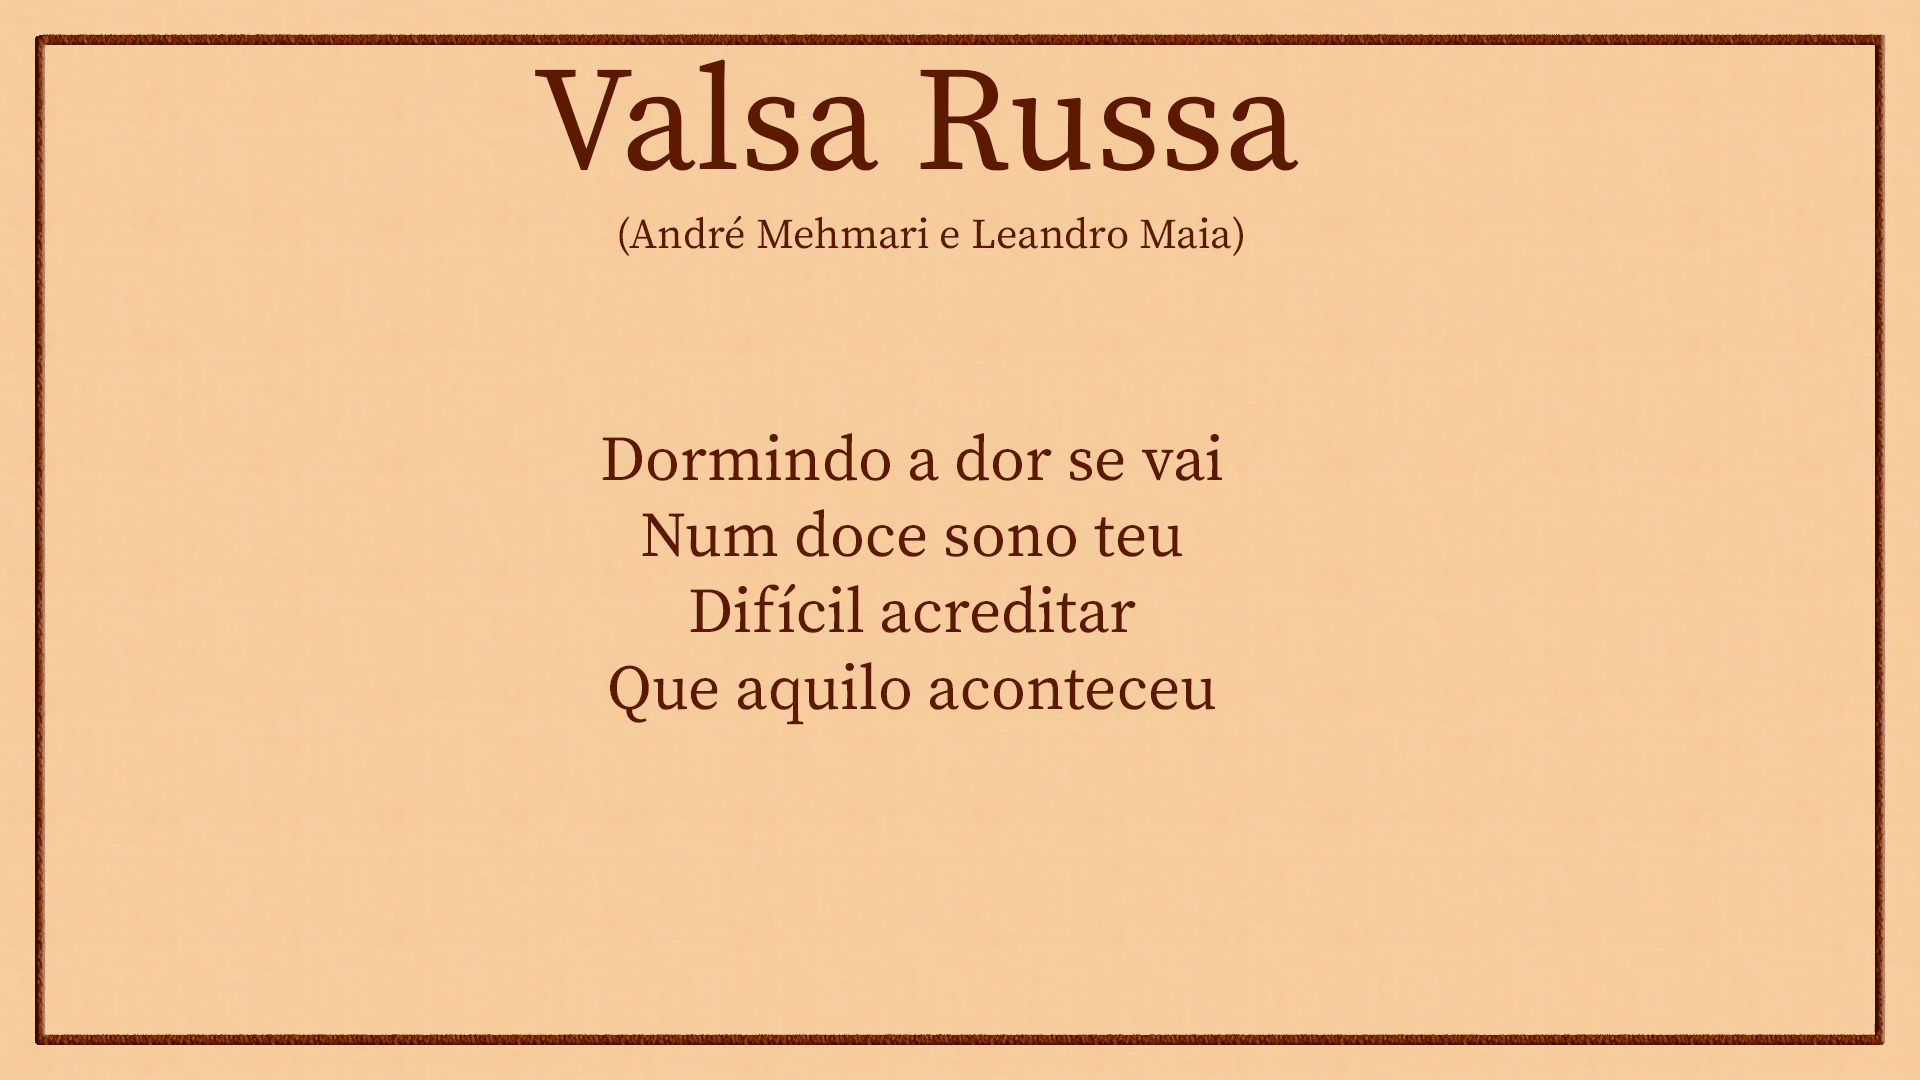 Valsa Russa
(André Mehmari e Leandro Maia)
Dormindo a dor se vai
Num doce sono teu
Difícil acreditar
Que aquilo aconteceu